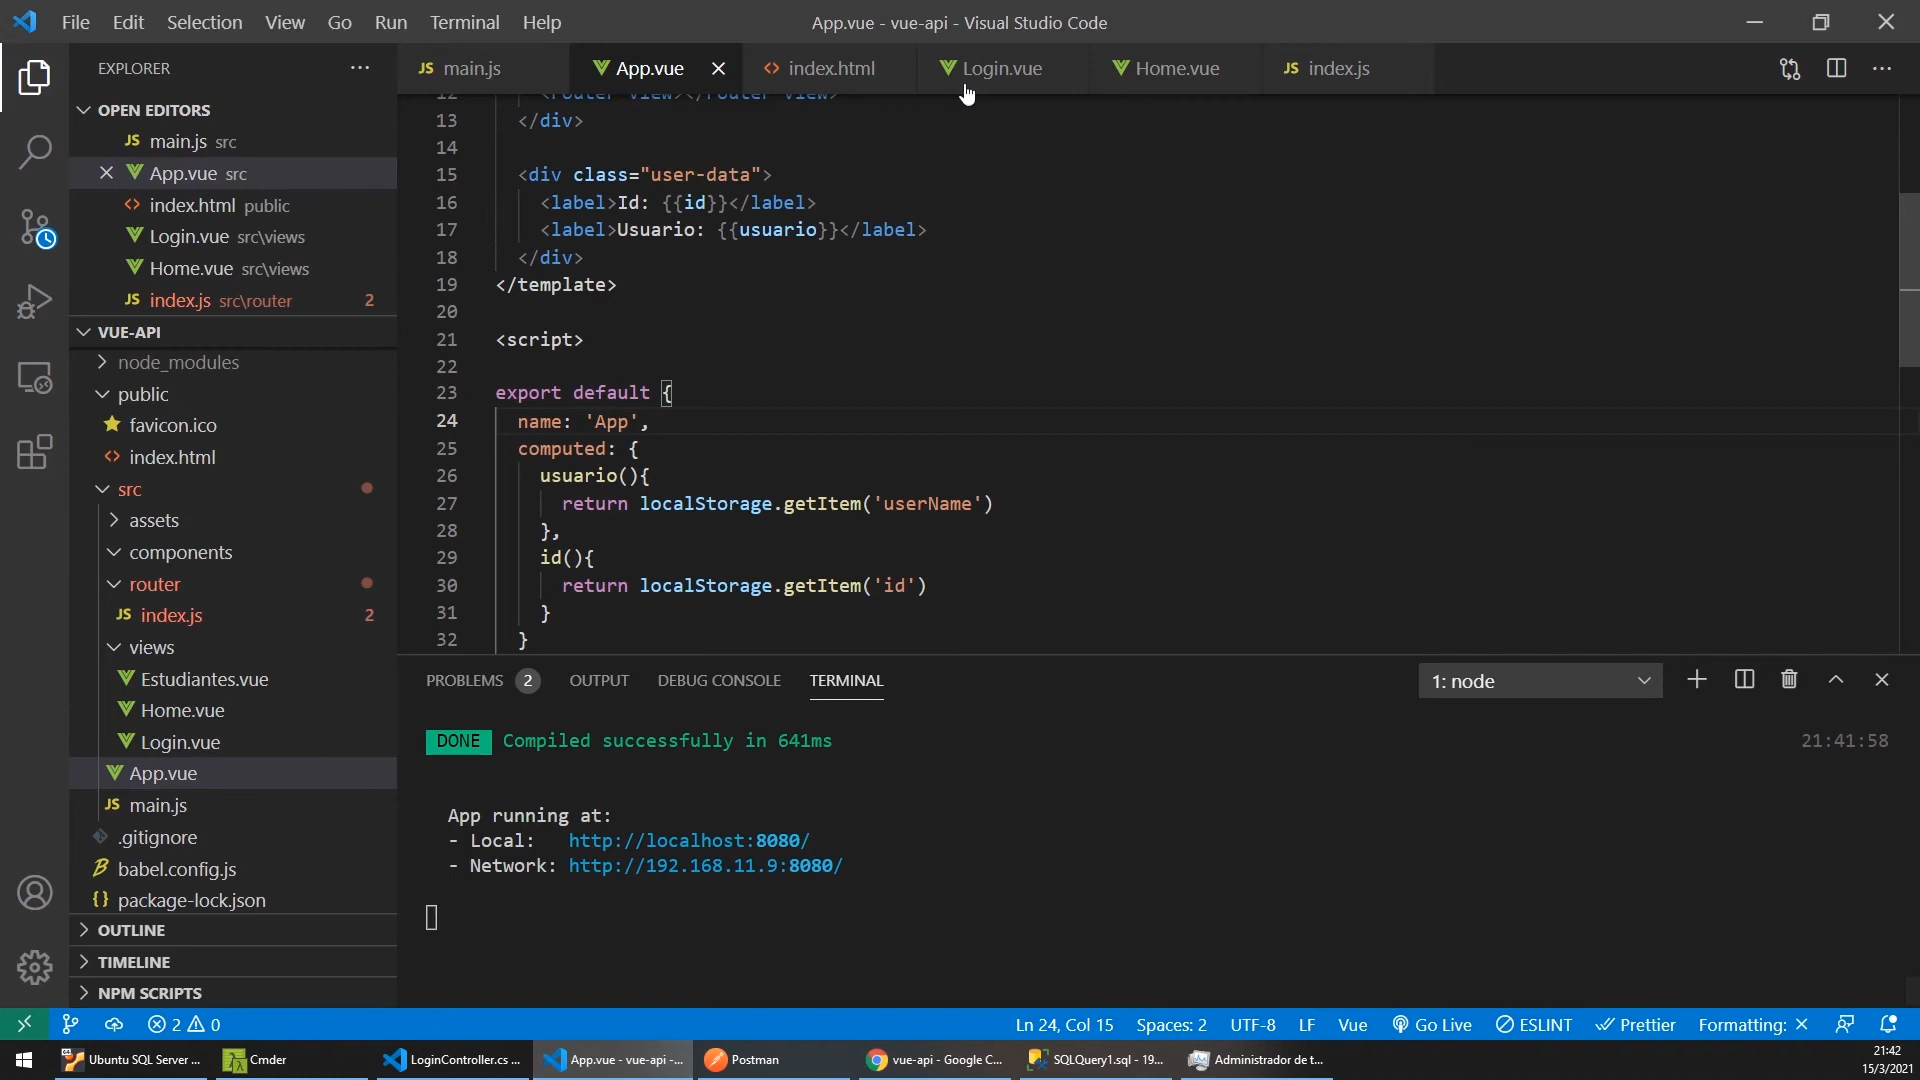 File Edit Selection View Go Run Terminal Help
App.vue - vue-api - Visual Studio Code
EXPLORER
OPEN EDITORS
JS main.js src
App.vue src
index.html public
Login.vue src\views
Home.vue src\views
JS index.js src\router 2
VUE-API
node_modules
public
favicon.ico
index.html
src
assets
components
router
JS index.js 2
views
Estudiantes.vue
Home.vue
Login.vue
App.vue
JS main.js
.gitignore
babel.config.js
package-lock.json
OUTLINE
TIMELINE
NPM SCRIPTS
JS main.js App.vue index.html Login.vue Home.vue JS index.js
12 <router-view></router-view>
13 </div>
14
15 <div class="user-data">
16 <label>Id: {{id}}</label>
17 <label>Usuario: {{usuario}}</label>
18 </div>
19 </template>
20
21 <script>
22
23 export default {
24 name: 'App',
25 computed: {
26 usuario(){
27 return localStorage.getItem('userName')
28 },
29 id(){
30 return localStorage.getItem('id')
31 }
32 }
PROBLEMS 2 OUTPUT DEBUG CONSOLE TERMINAL 1: node
DONE Compiled successfully in 641ms 21:41:58
App running at:
- Local: http://localhost:8080/
- Network: http://192.168.11.9:8080/
2 0 Ln 24, Col 15 Spaces: 2 UTF-8 LF Vue Go Live ESLINT Prettier Formatting: ×
Ubuntu SQL Server ... Cmder LoginController.cs ... App.vue - vue-api -... Postman vue-api - Google C... SQLQuery1.sql - 19... Administrador de t... 21:42
15/3/2021